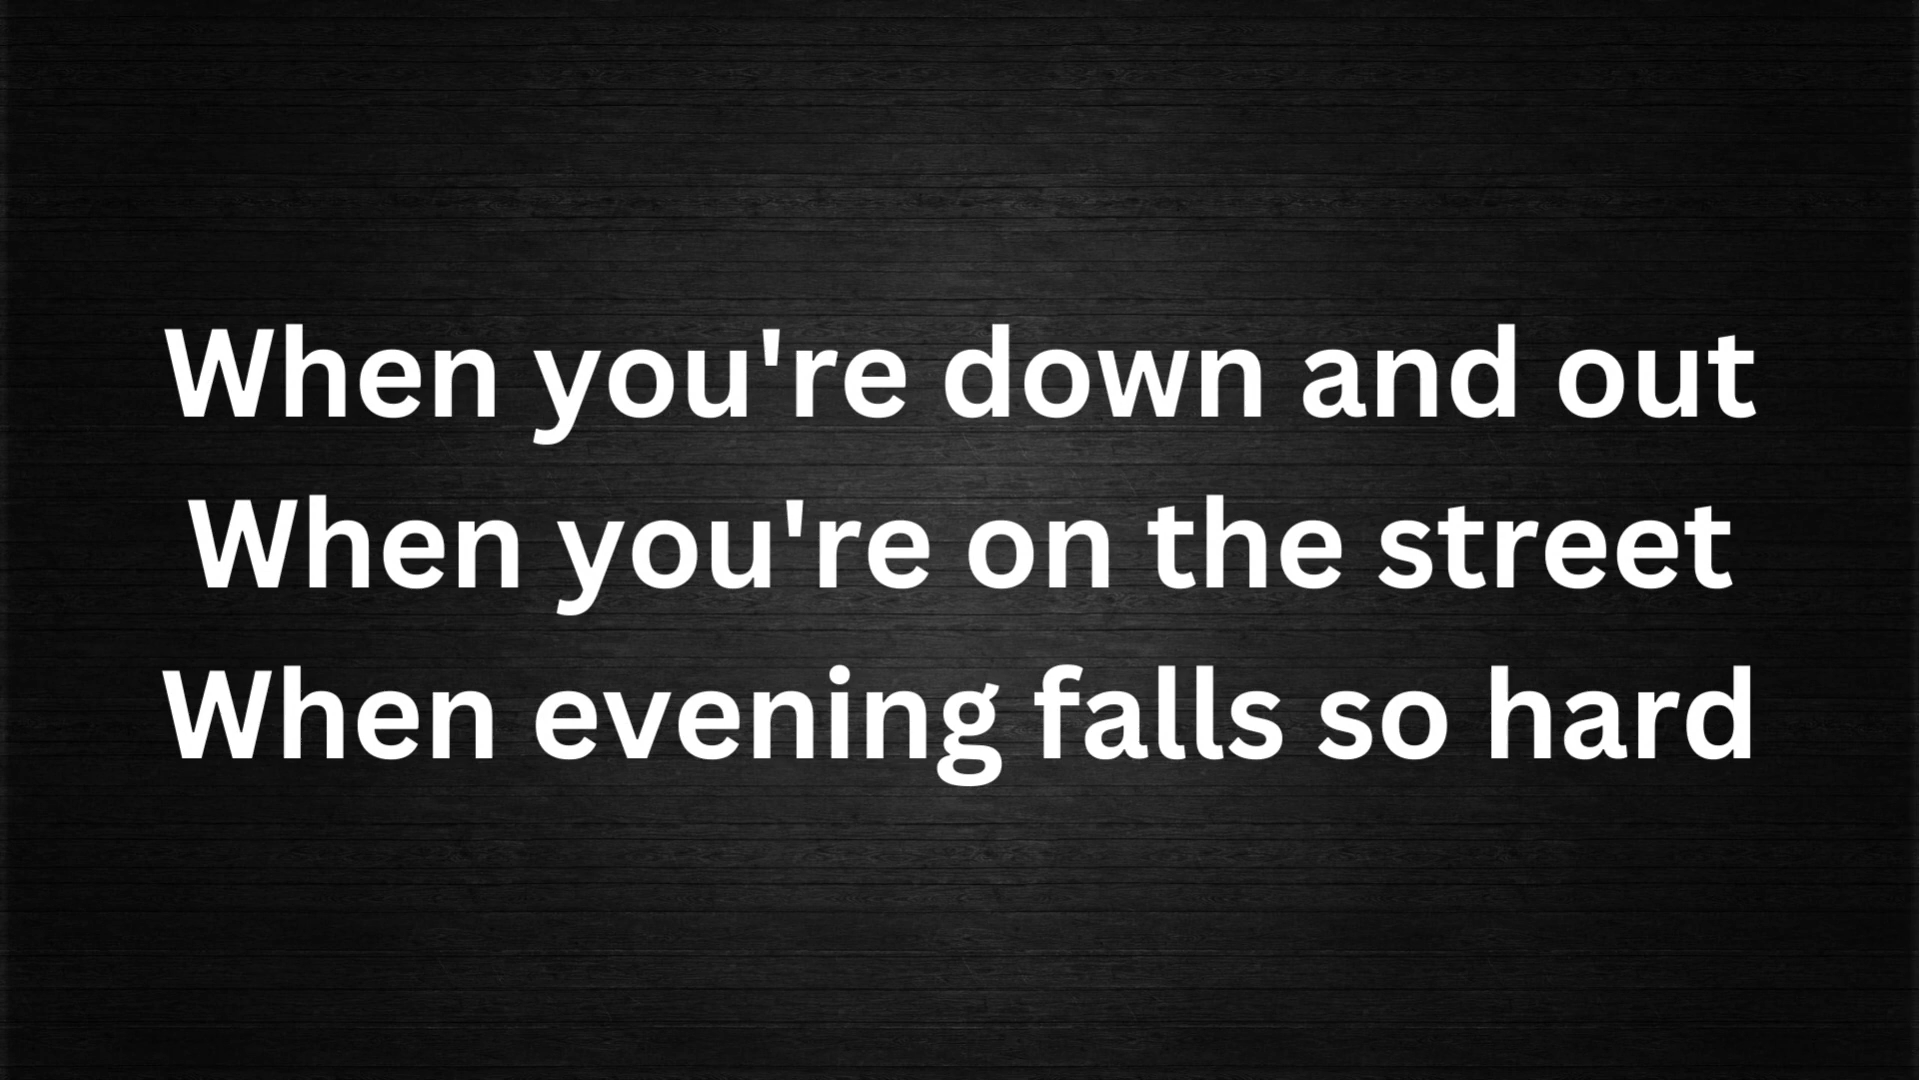 When you're down and out
When you're on the street
When evening falls so hard